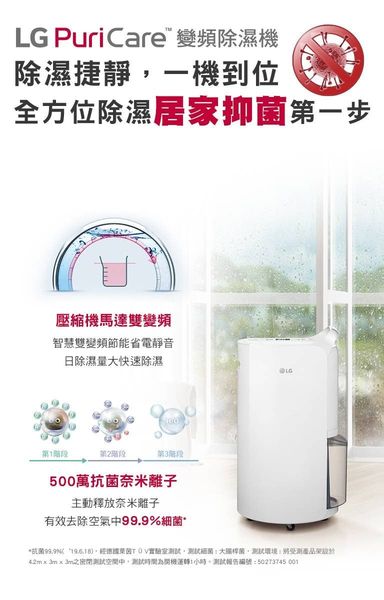 LG PuriCare™ 變頻除濕機
除濕捷靜，一機到位
全方位除濕居家抑菌第一步
壓縮機馬達雙變頻
智慧雙變頻節能省電靜音
日除濕量大快速除濕
LG
第1階段 第2階段 第3階段
500萬抗菌奈米離子
主動釋放奈米離子
有效去除空氣中99.9%細菌*
*抗菌99.9%(‘19.6.18)，經德國萊茵ＴÜＶ實驗室測試，測試細菌 : 大腸桿菌，測試環境 : 將受測產品架設於
4.2m x 3m x 3m之密閉測試空間中，測試時間為開機運轉1小時，測試報告編號 : 50273745 001